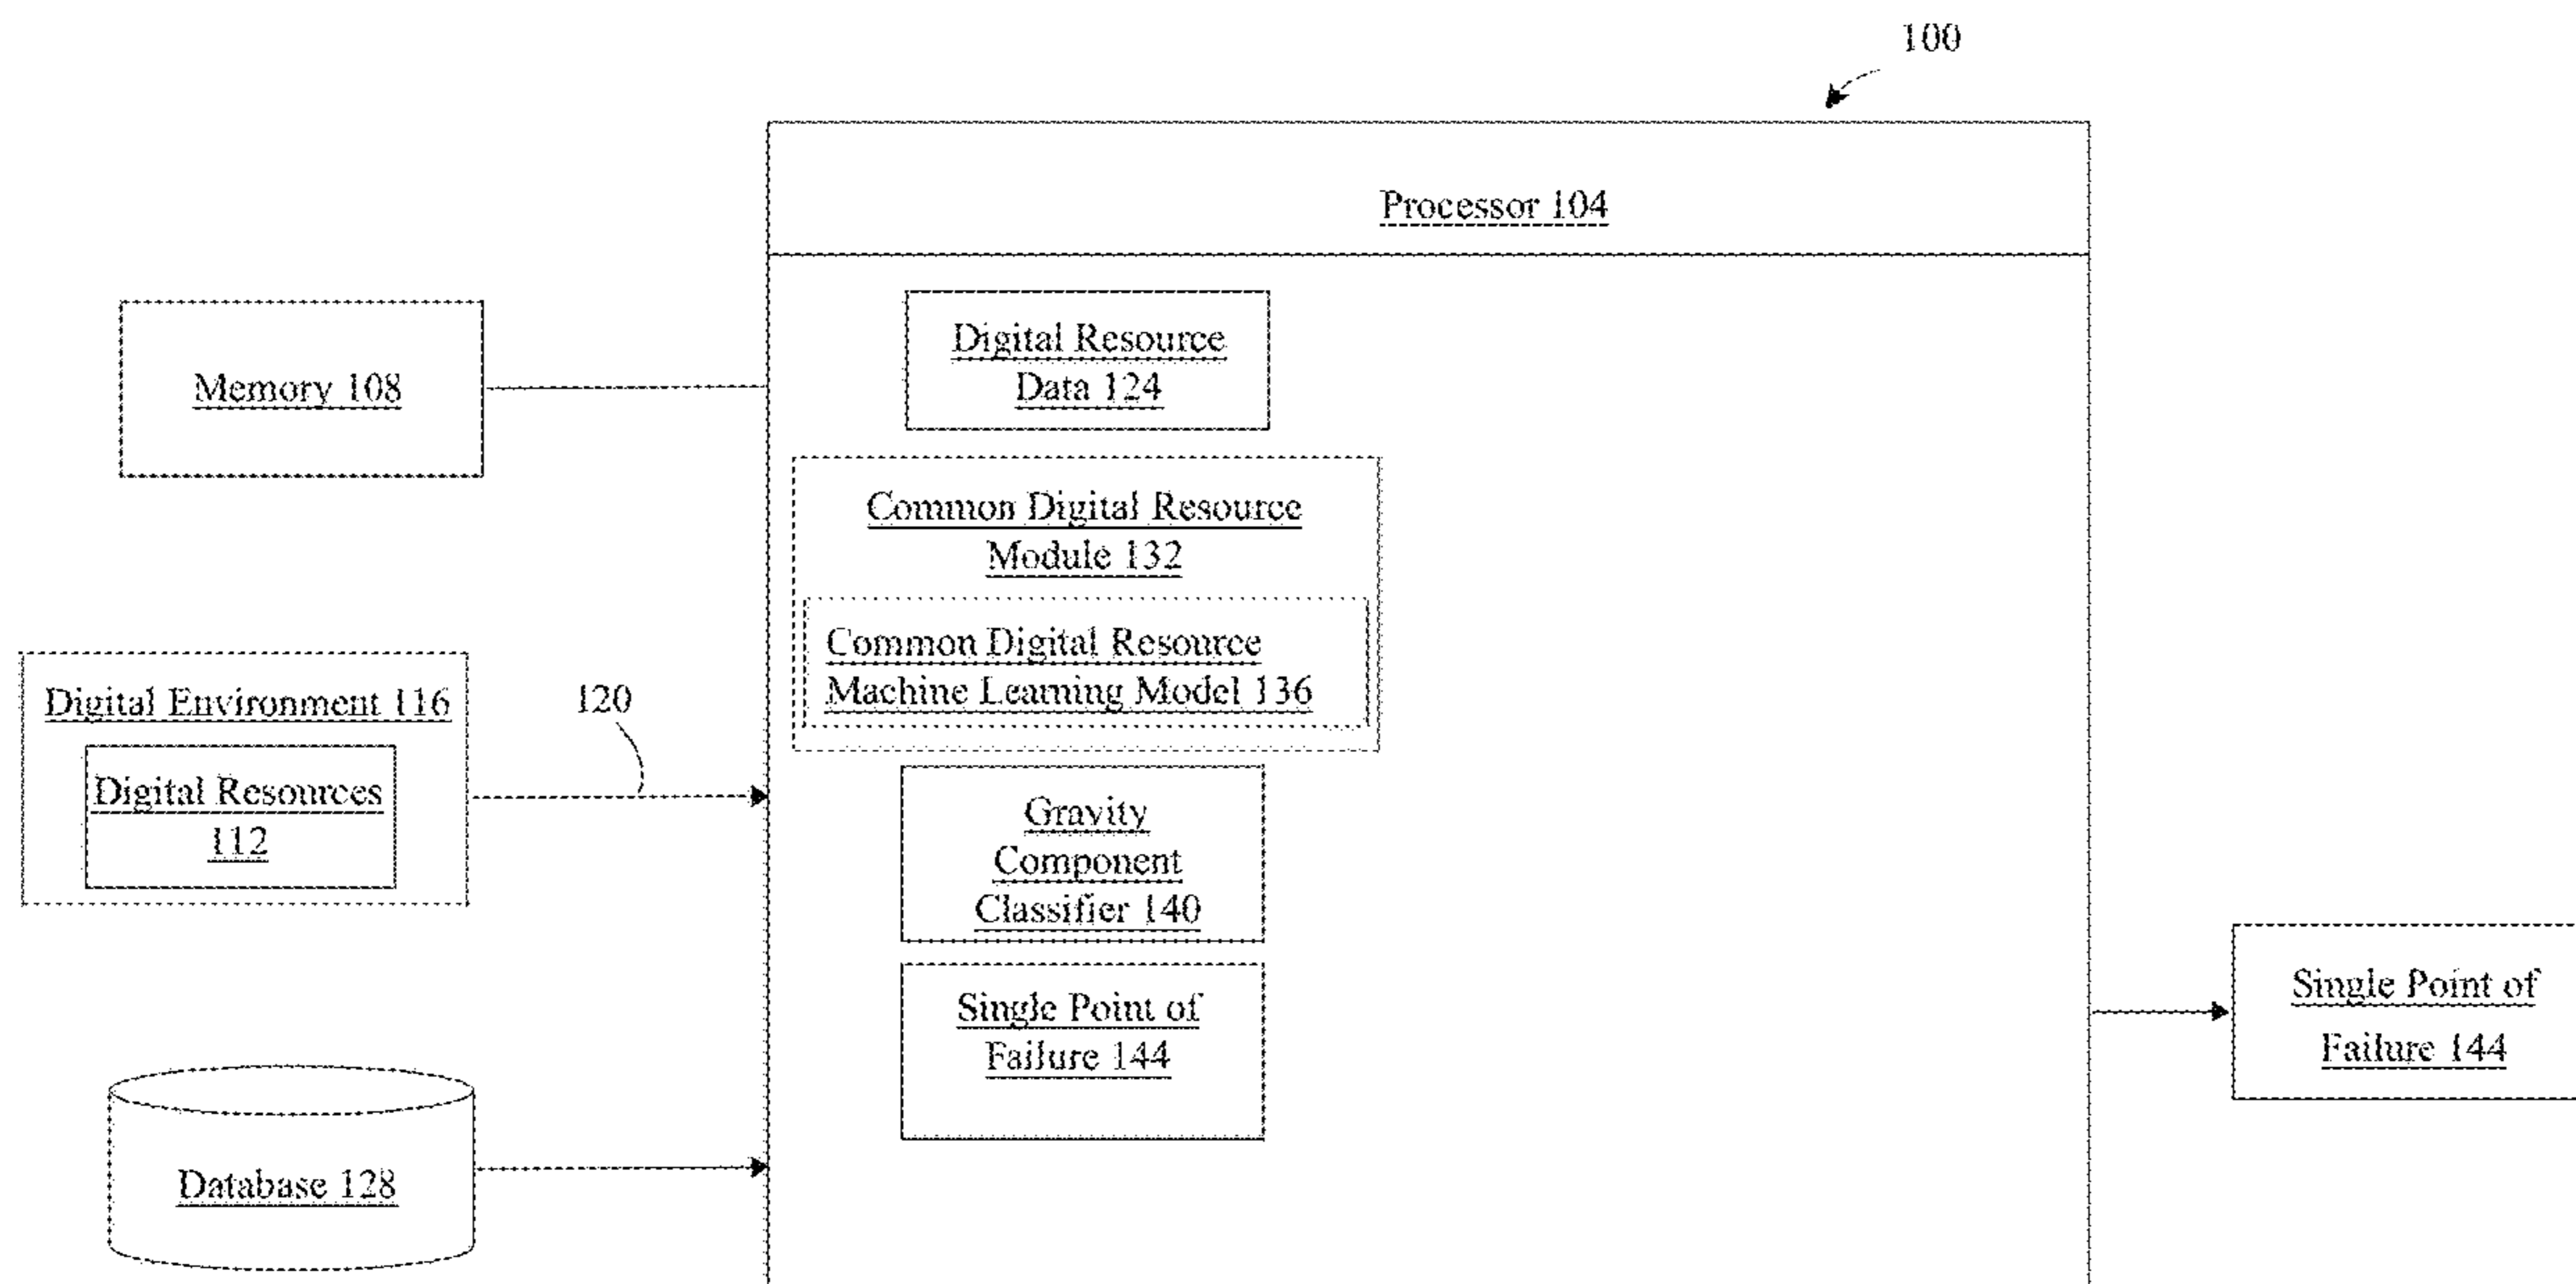 100
Processor 104
Digital Resource
Data 124
Memory 108
Common Digital Resource
Module 132
Common Digital Resource
Machine Learning Model 136
Digital Environment 116
120
Digital Resources
112
Gravity
Component
Classifier 140
Single Point of
Failure 144
Single Point of
Failure 144
Database 128